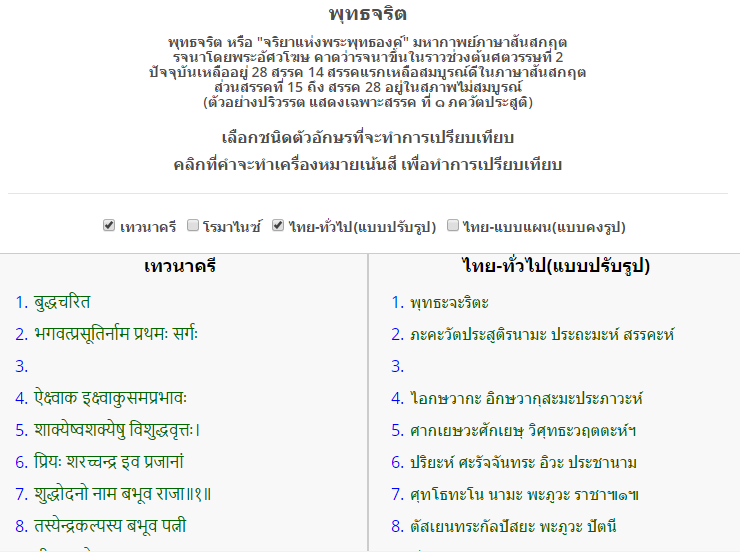 พุทธจริต
พุทธจริต หรือ "จริยาแห่งพระพุทธองค์" มหากาพย์ภาษาสันสกฤต
รจนาโดยพระอัศวโฆษ คาดว่ารจนาขึ้นในราวช่วงต้นศตวรรษที่ 2
ปัจจุบันเหลืออยู่ 28 สรรค 14 สรรคแรกเหลือสมบูรณ์ดีในภาษาสันสกฤต
ส่วนสรรคที่ 15 ถึง สรรค 28 อยู่ในสภาพไม่สมบูรณ์
(ตัวอย่างปริวรรต แสดงเฉพาะสรรค ที่ ๑ ภควัตประสูติ)
เลือกชนิดตัวอักษรที่จะทำการเปรียบเทียบ
คลิกที่คำจะทำเครื่องหมายเน้นสี เพื่อทำการเปรียบเทียบ
เทวนาครี โรมาไนซ์ ไทย-ทั่วไป(แบบปรับรูป) ไทย-แบบแผน(แบบคงรูป)
เทวนาครี
1. बुद्धचरित
2. भगवत्प्रसूतिर्नाम प्रथमः सर्गः
3.
4. ऐक्ष्वाक इक्ष्वाकुसमप्रभावः
5. शाक्येष्वशक्येषु विशुद्धवृत्तः।
6. प्रियः शरच्चन्द्र इव प्रजानां
7. शुद्धोदनो नाम बभूव राजा॥१॥
8. तस्येन्द्रकल्पस्य बभूव पत्नी
ไทย-ทั่วไป(แบบปรับรูป)
1. พุทธะจะริตะ
2. ภะคะวัตประสูติรนามะ ประถะมะห์ สรรคะห์
3.
4. ไอกษวากะ อิกษวากุสะมะประภาวะห์
5. ศากเยษวะศักเยษุ วิศุทธะวฤตตะห์ฯ
6. ปริยะห์ ศะรัจจันทระ อิวะ ประชานาม
7. ศุทโธทะโน นามะ พะภูวะ ราชา๚๑๚
8. ตัสเยนทระกัลปัสยะ พะภูวะ ปัตนี